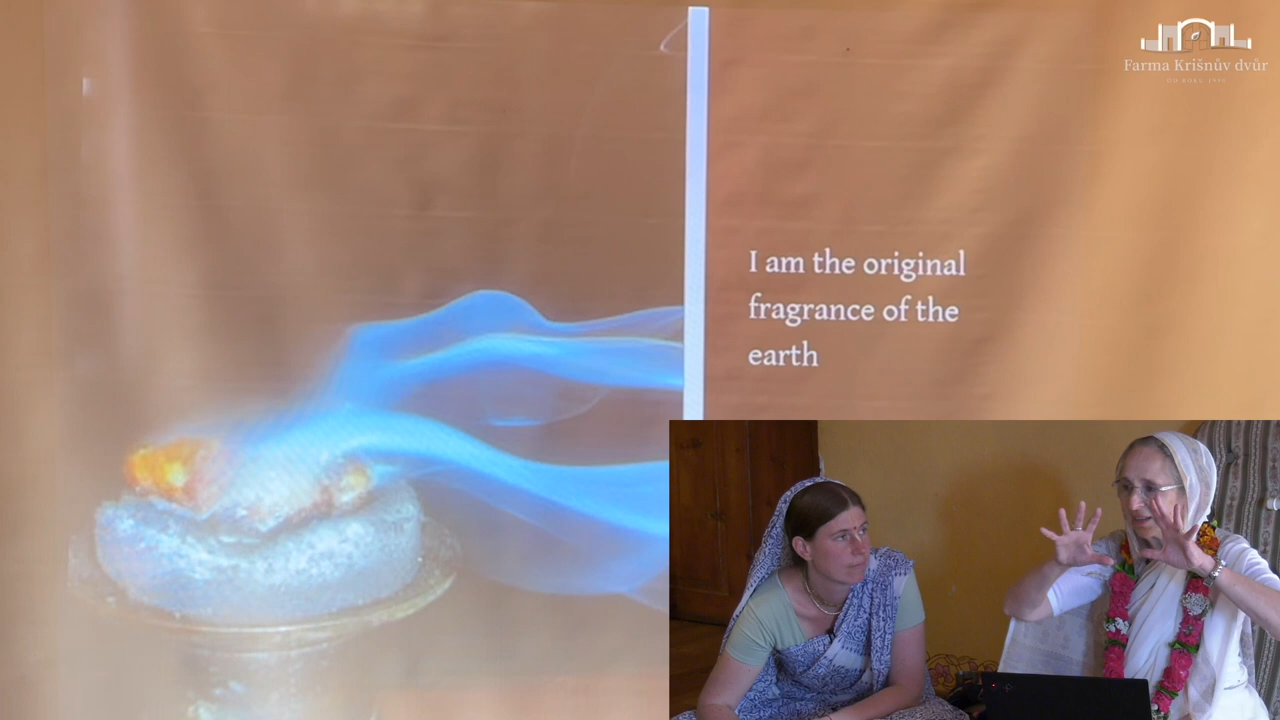 I am the original
fragrance of the
earth
Farma Krišnův dvůr